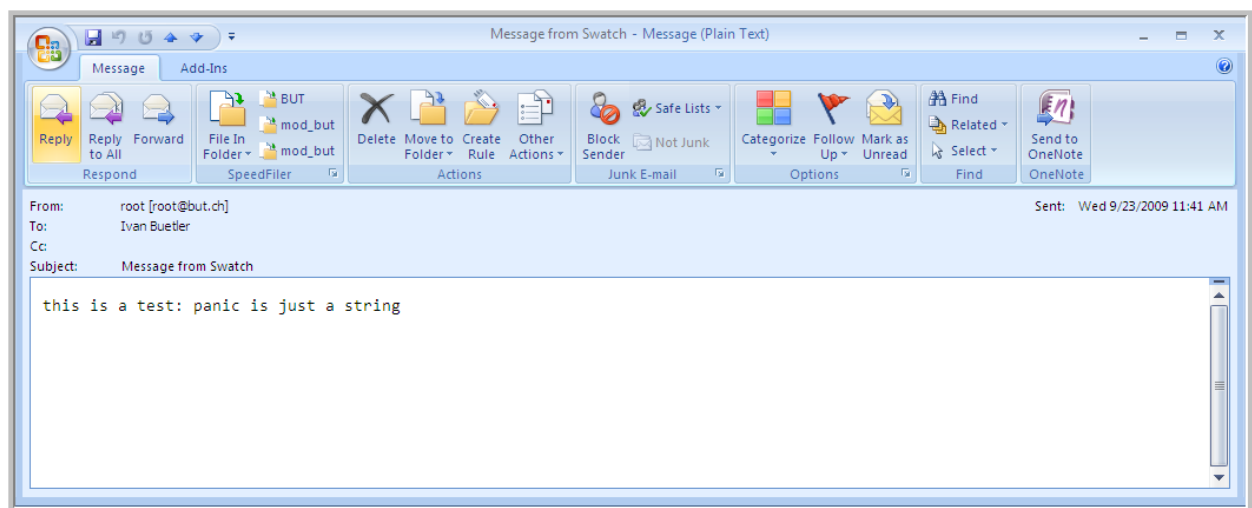 Message from Swatch - Message (Plain Text)
Message Add-Ins
Reply
Reply to All
Forward
Respond
File In Folder
BUT
mod_but
mod_but
SpeedFiler
Delete
Move to Folder
Create Rule
Other Actions
Actions
Block Sender
Safe Lists
Not Junk
Junk E-mail
Categorize
Follow Up
Mark as Unread
Options
Find
Related
Select
Find
Send to OneNote
OneNote
From: root [root@but.ch] Sent: Wed 9/23/2009 11:41 AM
To: Ivan Buetler
Cc:
Subject: Message from Swatch
this is a test: panic is just a string